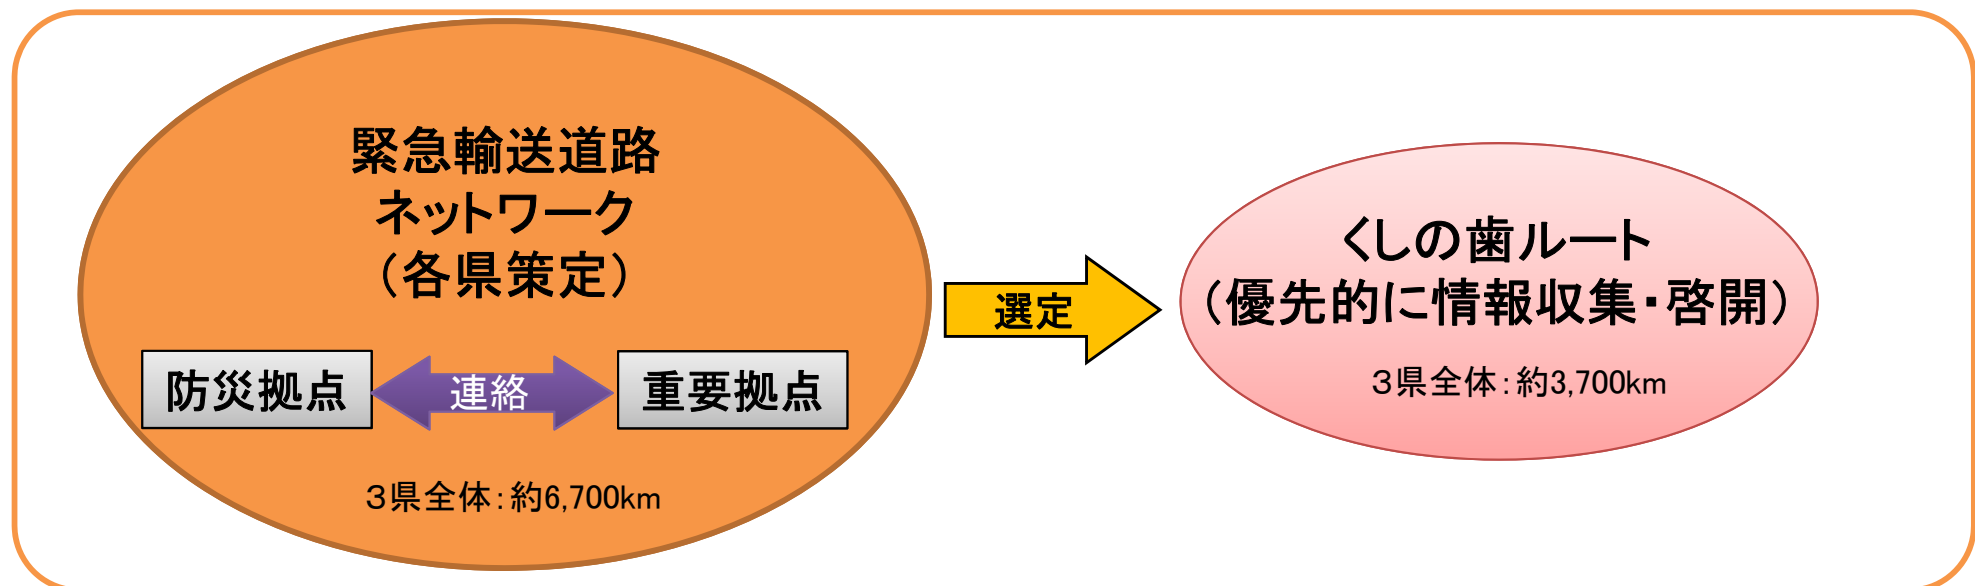 緊急輸送道路
ネットワーク
（各県策定）
防災拠点
連絡
重要拠点
３県全体：約6,700km
選定
くしの歯ルート
（優先的に情報収集・啓開）
３県全体：約3,700km